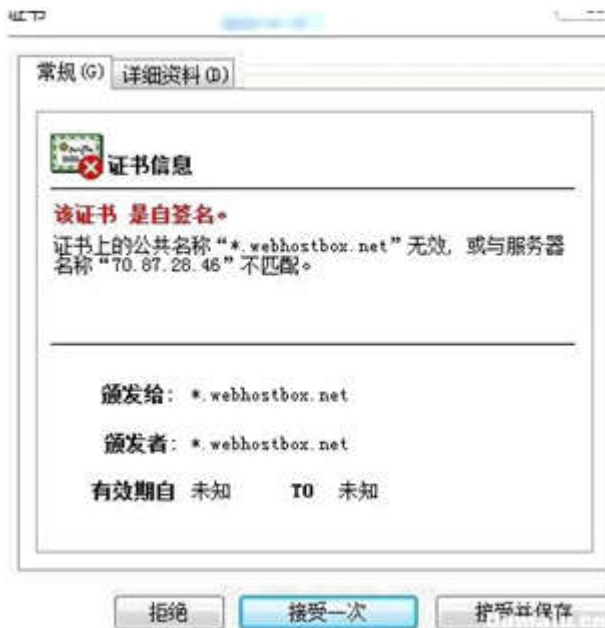 证书
常规(G) 详细资料(D)
证书信息
该证书 是自签名。
证书上的公共名称“*.webhostbox.net”无效, 或与服务器
名称“70.87.28.46”不匹配。
颁发给: *.webhostbox.net
颁发者: *.webhostbox.net
有效期自 未知 TO 未知
拒绝 接受一次 接受并保存